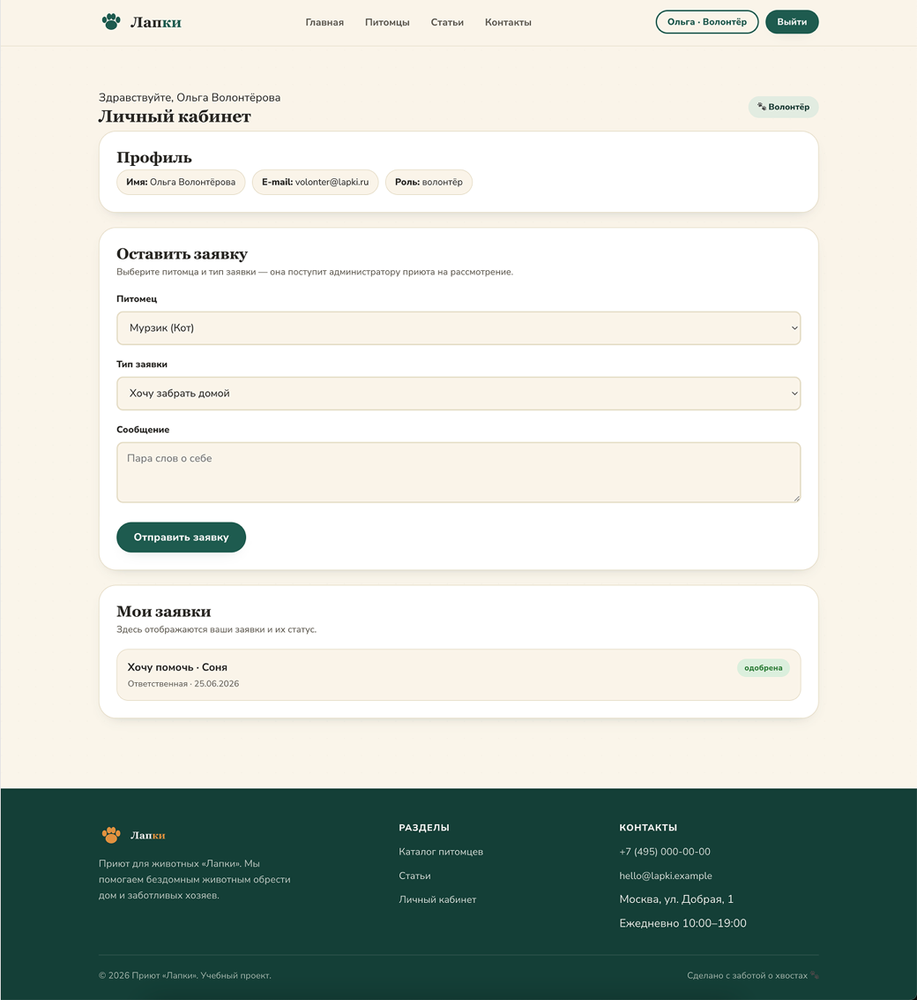 Лапки
Главная
Питомцы
Статьи
Контакты
Ольга · Волонтёр
Выйти
Здравствуйте, Ольга Волонтёрова
Личный кабинет
Волонтёр
Профиль
Имя: Ольга Волонтёрова
E-mail: volonter@lapki.ru
Роль: волонтёр
Оставить заявку
Выберите питомца и тип заявки — она поступит администратору приюта на рассмотрение.
Питомец
Мурзик (Кот)
Тип заявки
Хочу забрать домой
Сообщение
Пара слов о себе
Отправить заявку
Мои заявки
Здесь отображаются ваши заявки и их статус.
Хочу помочь · Соня
одобрена
Ответственная · 25.06.2026
Лапки
Приют для животных «Лапки». Мы
помогаем бездомным животным обрести
дом и заботливых хозяев.
РАЗДЕЛЫ
Каталог питомцев
Статьи
Личный кабинет
КОНТАКТЫ
+7 (495) 000-00-00
hello@lapki.example
Москва, ул. Добрая, 1
Ежедневно 10:00–19:00
© 2026 Приют «Лапки». Учебный проект.
Сделано с заботой о хвостах